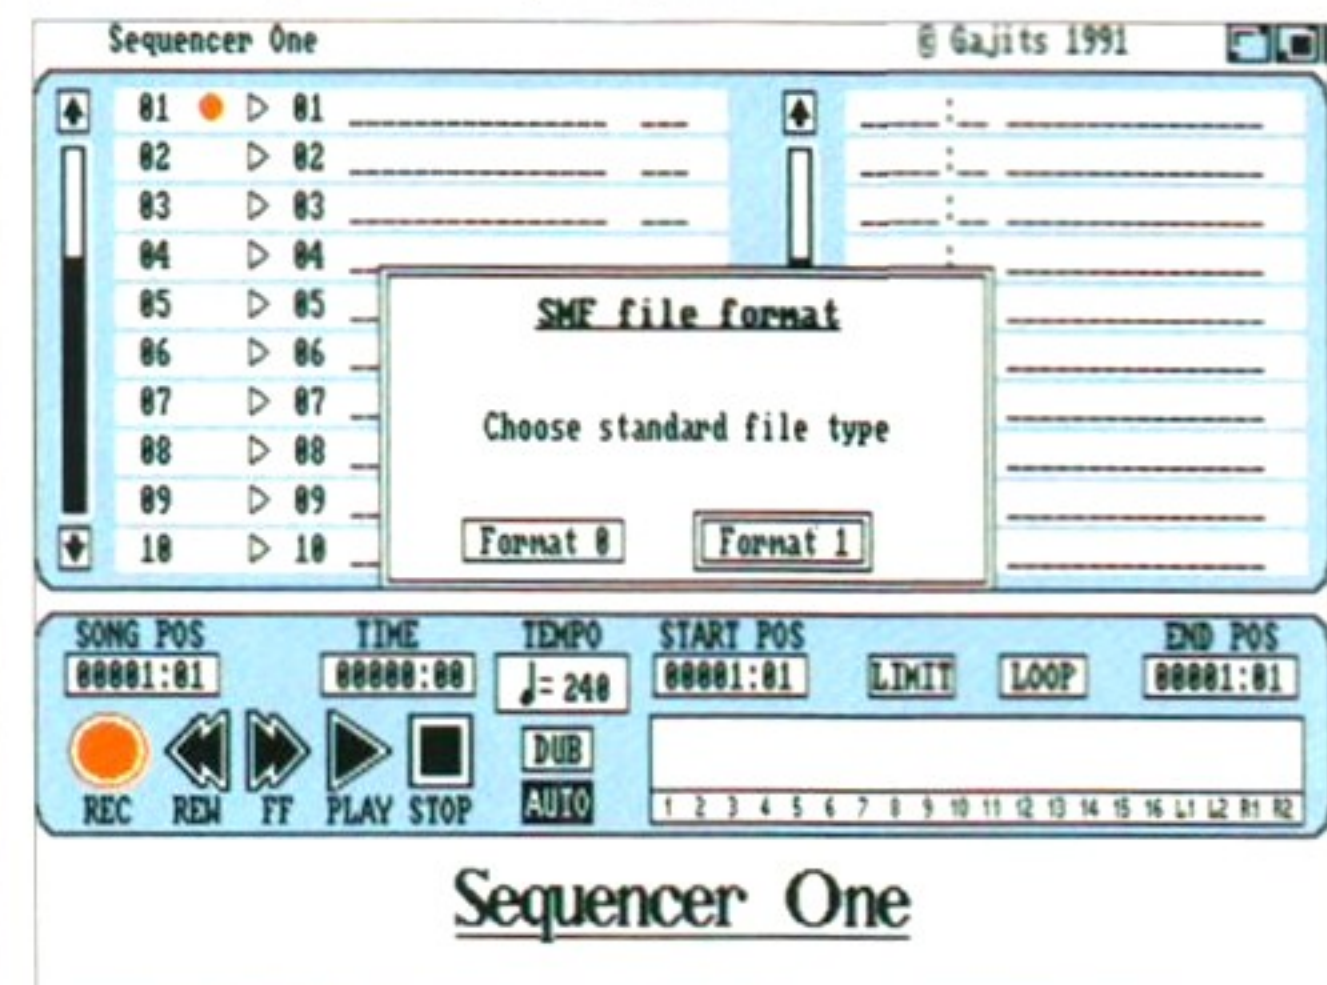 Sequencer One © Gajits 1991
01 01
02 02
03 03
04 04
05 05
06 06
07 07
08 08
09 09
10 10
SMF file format
Choose standard file type
Format 0 Format 1
SONG POS TIME TEMPO START POS END POS
00001:01 00000:00 ♩= 240 00001:01 LIMIT LOOP 00001:01
DUB
AUTO
REC REW FF PLAY STOP
1 2 3 4 5 6 7 8 9 10 11 12 13 14 15 16 L1 L2 R1 R2
Sequencer One